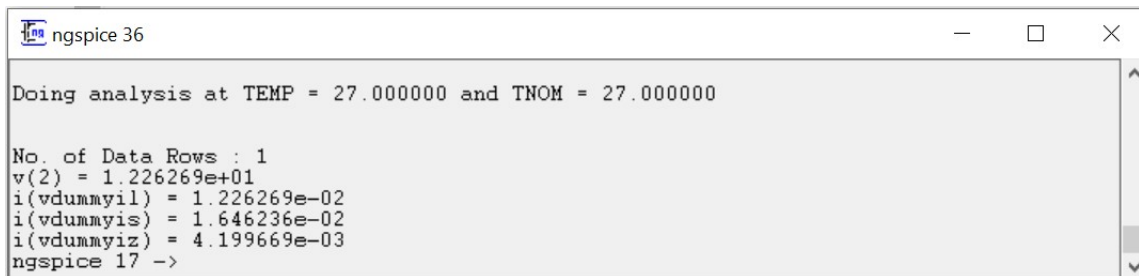 ngspice 36
Doing analysis at TEMP = 27.000000 and TNOM = 27.000000
No. of Data Rows : 1
v(2) = 1.226269e+01
i(vdummyil) = 1.226269e-02
i(vdummyis) = 1.646236e-02
i(vdummyiz) = 4.199669e-03
ngspice 17 ->